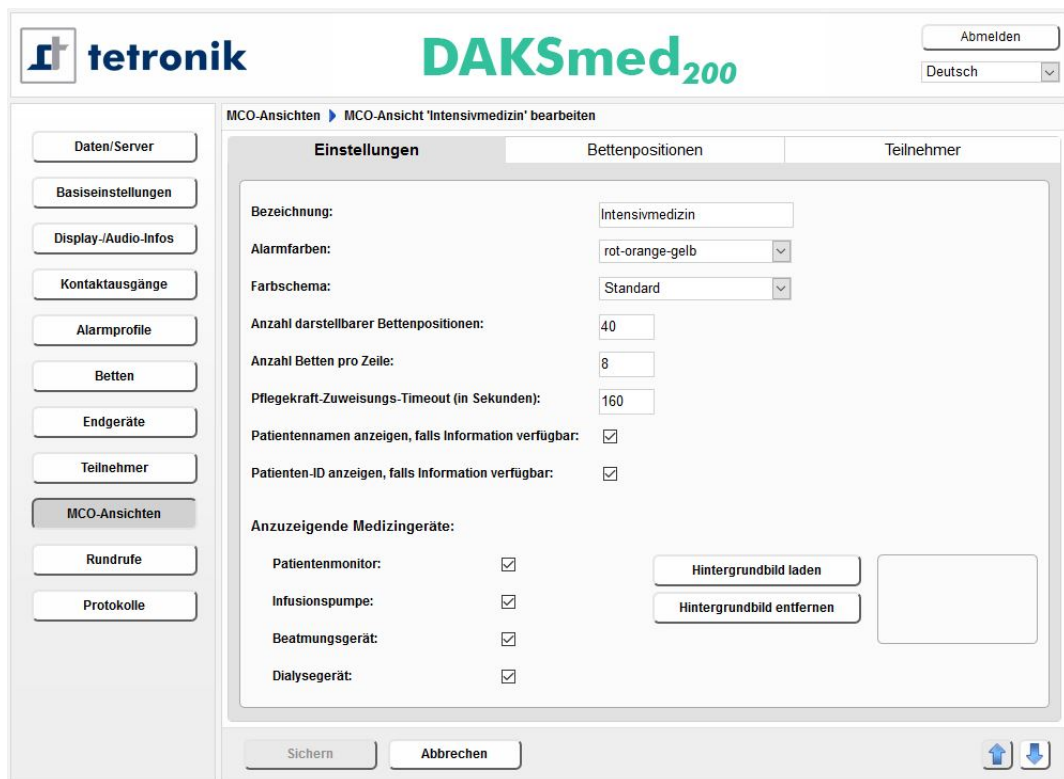 tetronik
DAKSmed200
Abmelden
Deutsch
MCO-Ansichten MCO-Ansicht 'Intensivmedizin' bearbeiten
Daten/Server
Basiseinstellungen
Display-/Audio-Infos
Kontaktausgänge
Alarmprofile
Betten
Endgeräte
Teilnehmer
MCO-Ansichten
Rundrufe
Protokolle
Einstellungen Bettenpositionen Teilnehmer
Bezeichnung: Intensivmedizin
Alarmfarben: rot-orange-gelb
Farbschema: Standard
Anzahl darstellbarer Bettenpositionen: 40
Anzahl Betten pro Zeile: 8
Pflegekraft-Zuweisungs-Timeout (in Sekunden): 160
Patientennamen anzeigen, falls Information verfügbar:
Patienten-ID anzeigen, falls Information verfügbar:
Anzuzeigende Medizingeräte:
Patientenmonitor: Hintergrundbild laden
Infusionspumpe: Hintergrundbild entfernen
Beatmungsgerät:
Dialysegerät:
Sichern Abbrechen